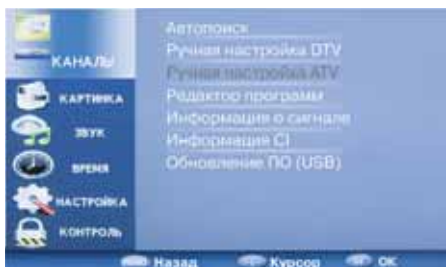 КАНАЛЫ
КАРТИНКА
ЗВУК
ВРЕМЯ
НАСТРОЙКА
КОНТРОЛЬ
Автопоиск
Ручная настройка DTV
Ручная настройка ATV
Редактор программ
Информация о сигнале
Информация CI
Обновление ПО (USB)
Назад Курсор OK